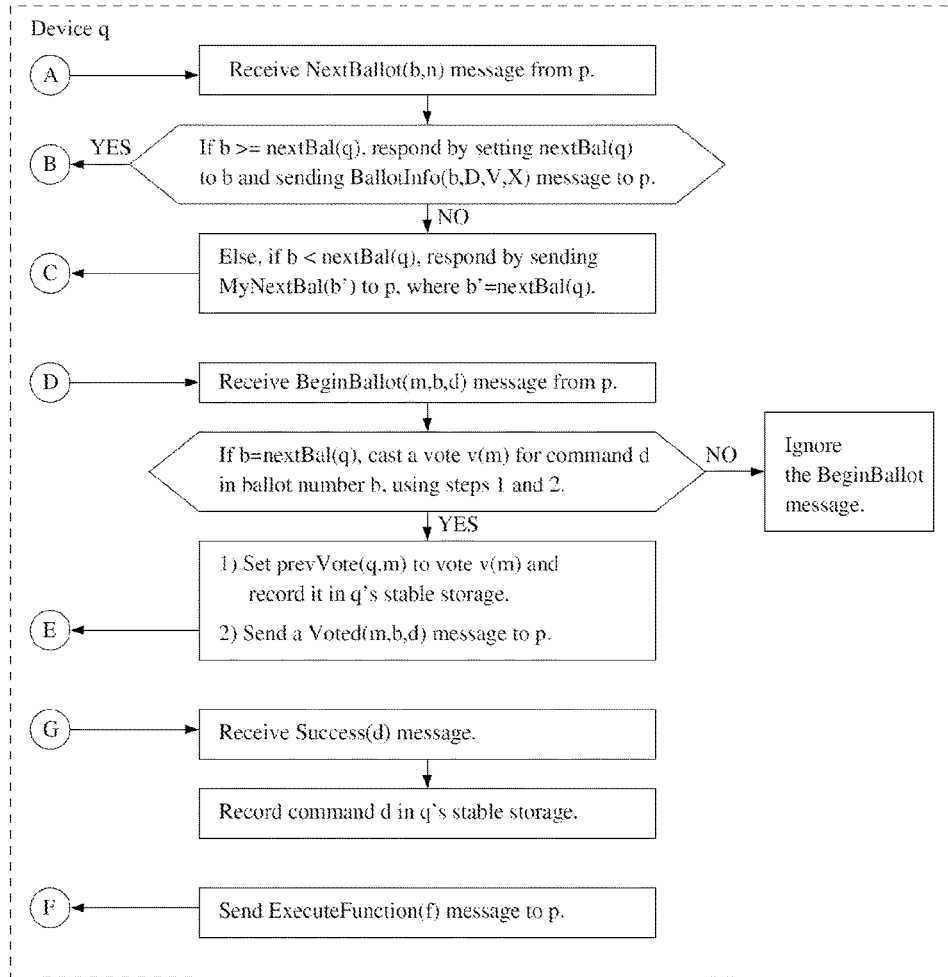 Device q
A
Receive NextBallot(b,n) message from p.
YES
B
If b >= nextBal(q), respond by setting nextBal(q)
to b and sending BallotInfo(b,D,V,X) message to p.
NO
C
Else, if b < nextBal(q), respond by sending
MyNextBal(b') to p, where b'=nextBal(q).
D
Receive BeginBallot(m,b,d) message from p.
If b=nextBal(q), cast a vote v(m) for command d
in ballot number b, using steps 1 and 2.
NO
Ignore
the BeginBallot
message.
YES
1) Set prevVote(q,m) to vote v(m) and
record it in q's stable storage.
E
2) Send a Voted(m,b,d) message to p.
G
Receive Success(d) message.
Record command d in q's stable storage.
F
Send ExecuteFunction(f) message to p.